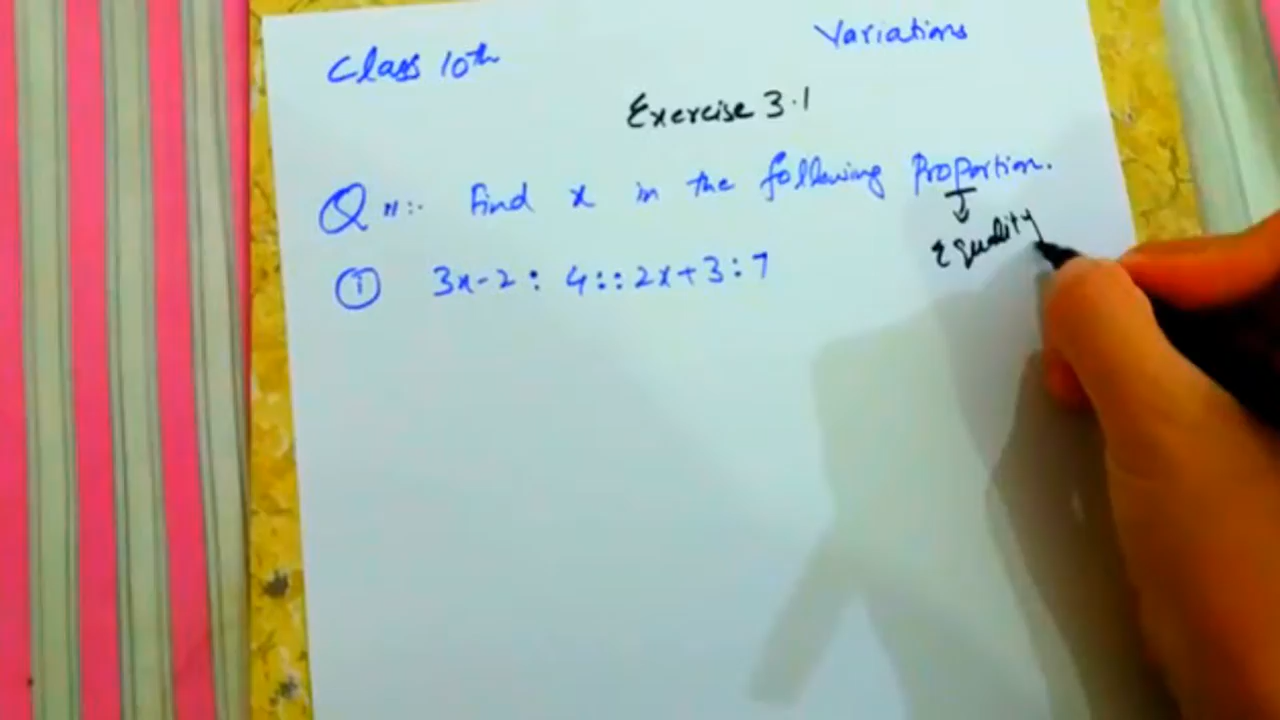 Class 10th
Variations
Exercise 3.1
Q 11:- Find x in the following Proportion.
Equality
① 3x-2 : 4 :: 2x+3 : 7